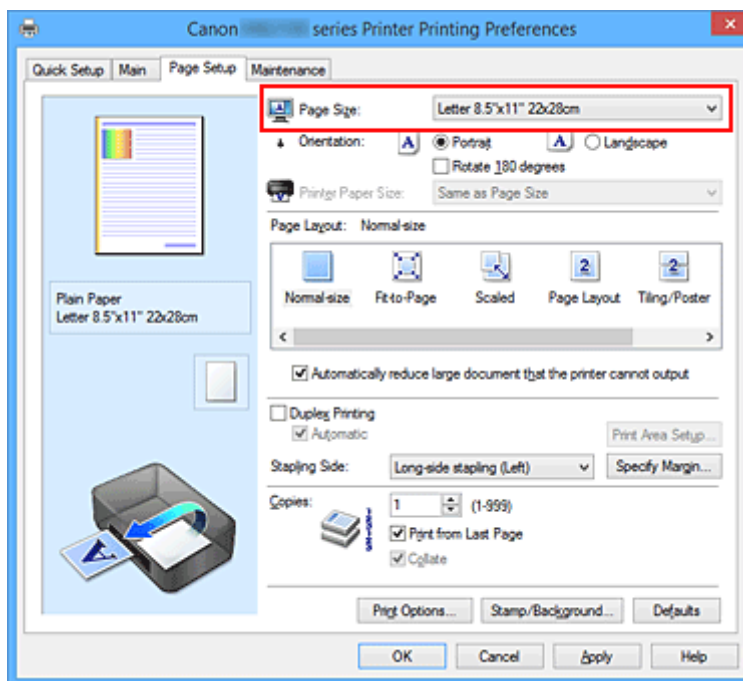 Canon series Printer Printing Preferences
Quick Setup Main Page Setup Maintenance
Page Size: Letter 8.5"x11" 22x28cm
Orientation: A Portrait A Landscape
Rotate 180 degrees
Printer Paper Size: Same as Page Size
Page Layout: Normal-size
Normal-size Fit-to-Page Scaled Page Layout Tiling/Poster
Plain Paper
Letter 8.5"x11" 22x28cm
Automatically reduce large document that the printer cannot output
Duplex Printing
Automatic
Print Area Setup...
Stapling Side: Long-side stapling (Left) Specify Margin...
Copies: 1 (1-999)
Print from Last Page
Collate
Print Options... Stamp/Background... Defaults
OK Cancel Apply Help